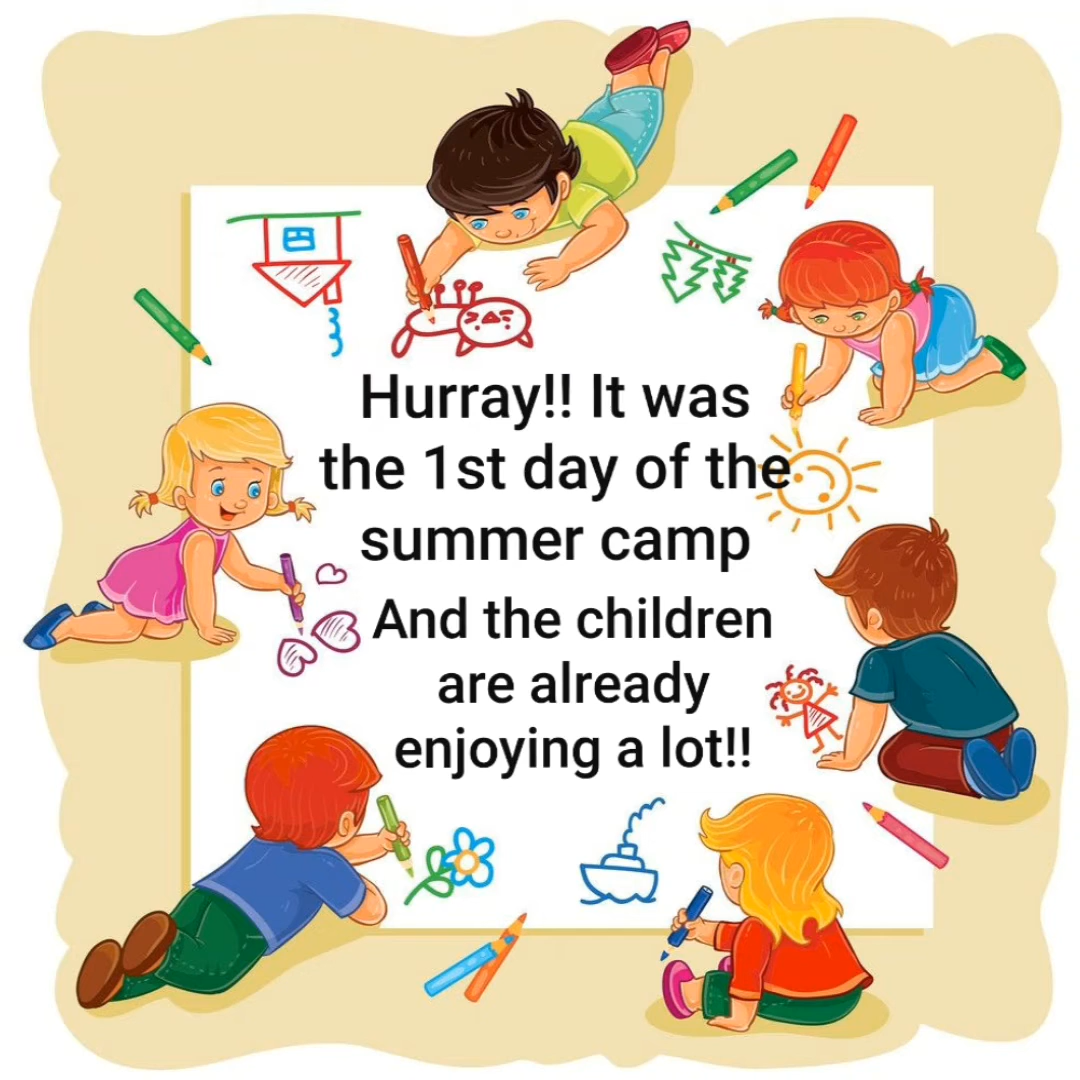 Hurray!! It was
the 1st day of the
summer camp
And the children
are already
enjoying a lot!!